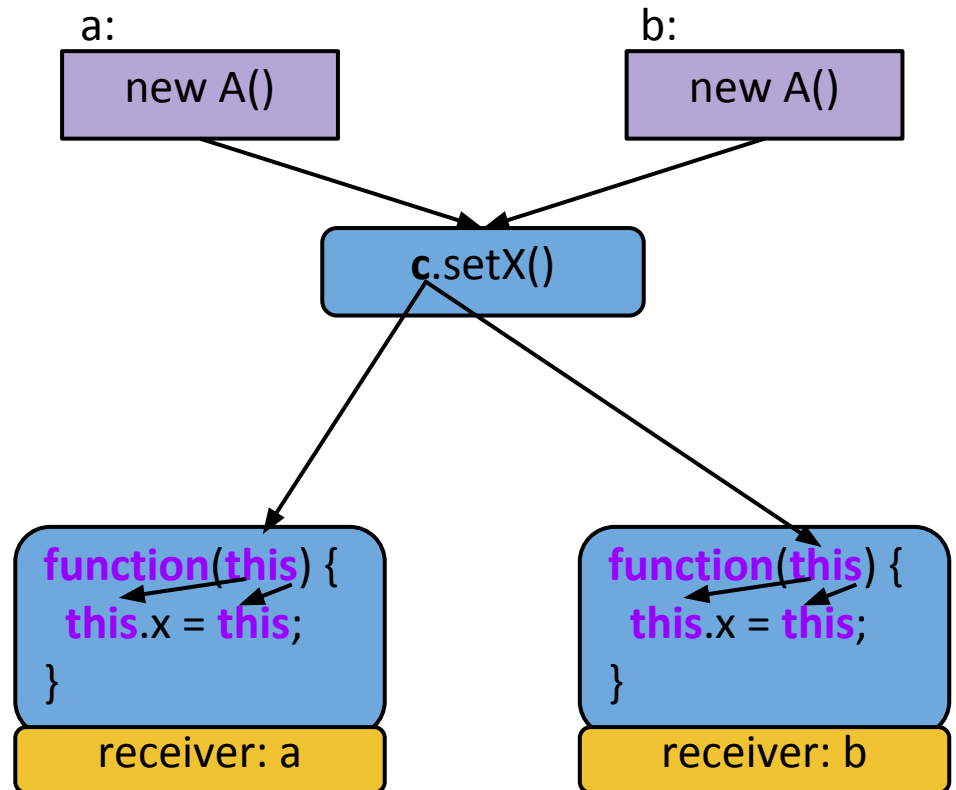 a:
b:
new A()
new A()
c.setX()
function(this) {
this.x = this;
}
receiver: a
function(this) {
this.x = this;
}
receiver: b